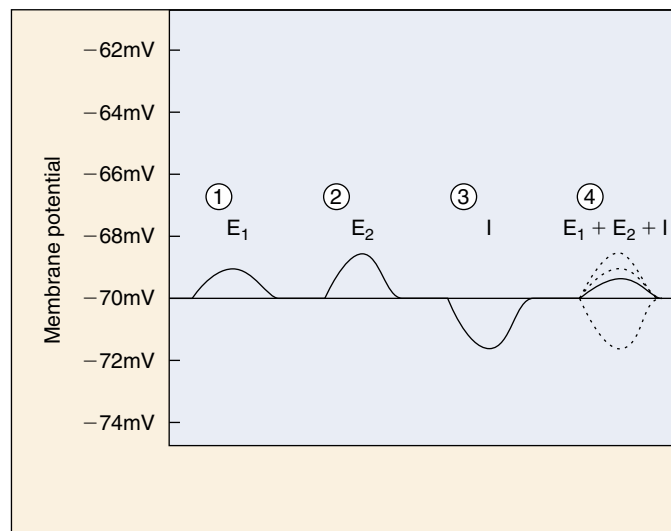 Membrane potential
−62mV
−64mV
−66mV
−68mV
−70mV
−72mV
−74mV
1
E1
2
E2
3
I
4
E1 + E2 + I